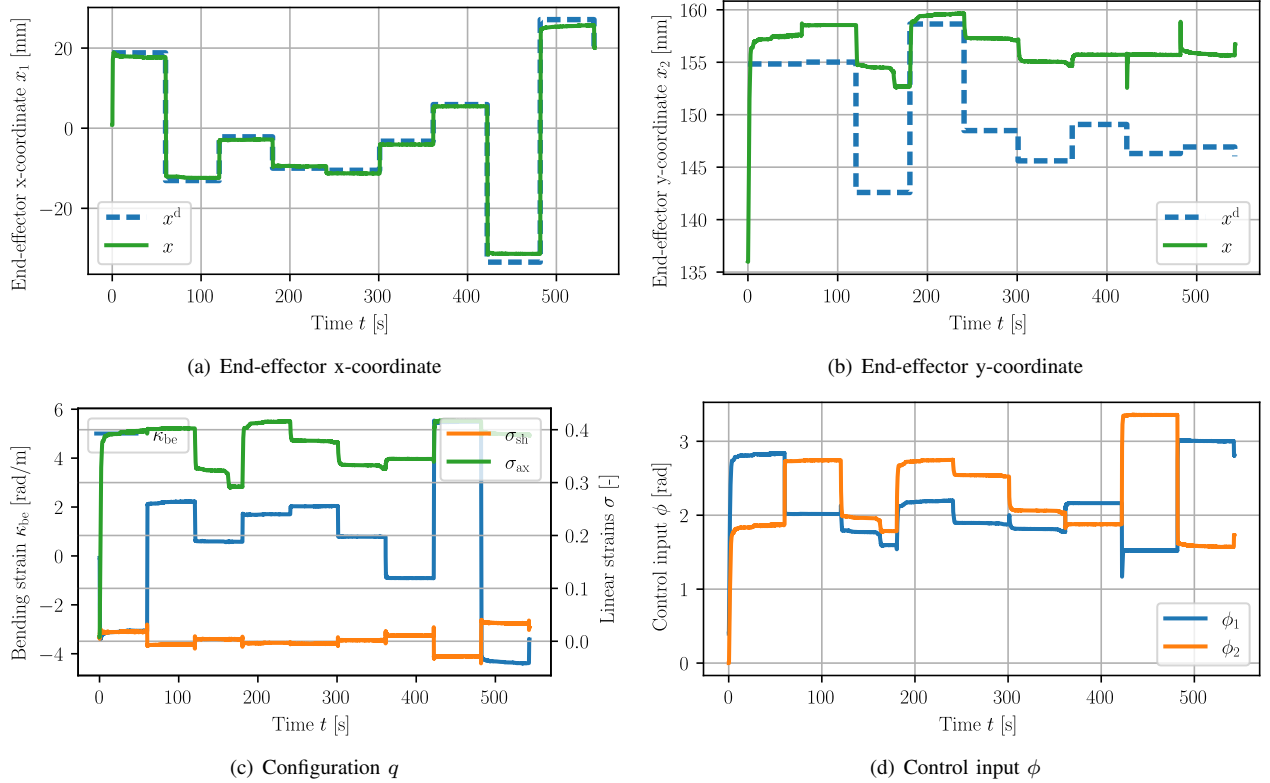 End-effector x-coordinate x₁ [mm]
20
0
−20
x^d
x
0
100
200
300
400
500
Time t [s]
(a) End-effector x-coordinate
End-effector y-coordinate x₂ [mm]
160
155
150
145
140
135
x^d
x
0
100
200
300
400
500
Time t [s]
(b) End-effector y-coordinate
Bending strain κ_be [rad/m]
6
4
2
0
−2
−4
κ_be
σ_sh
σ_ax
0.4
0.3
0.2
0.1
0.0
Linear strains σ [-]
0
100
200
300
400
500
Time t [s]
(c) Configuration q
Control input ϕ [rad]
3
2
1
0
ϕ₁
ϕ₂
0
100
200
300
400
500
Time t [s]
(d) Control input ϕ